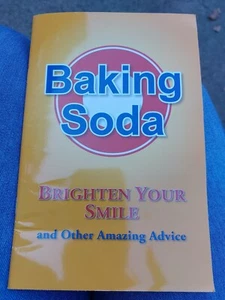 Baking
Soda
BRIGHTEN YOUR
SMILE
and Other Amazing Advice